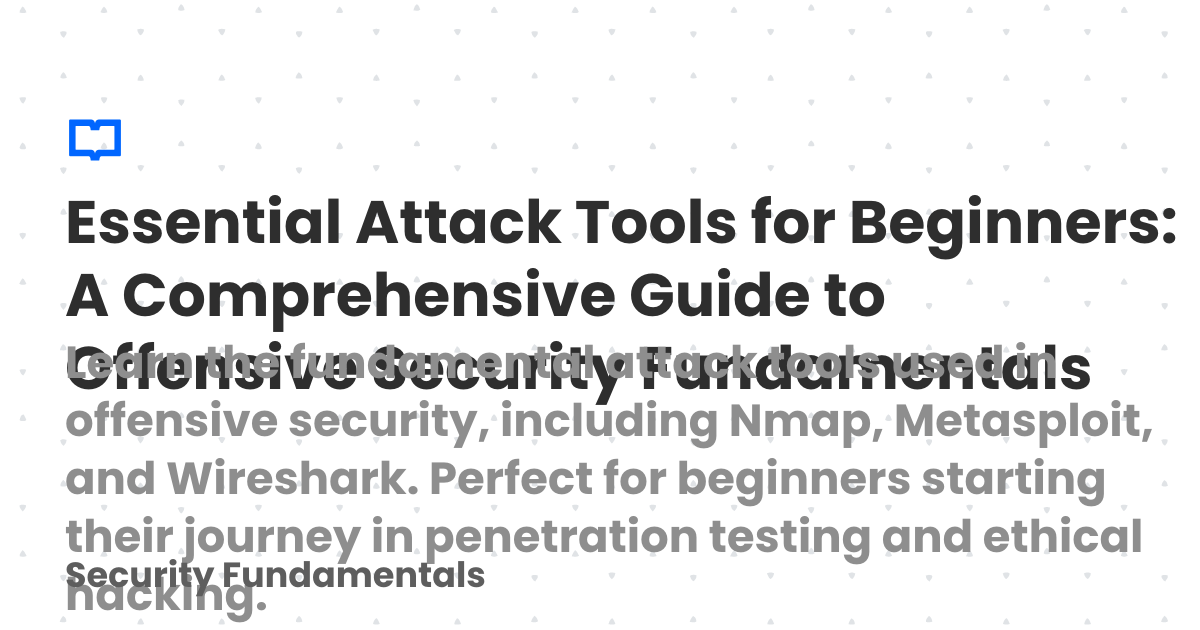 Essential Attack Tools for Beginners:
A Comprehensive Guide to
Offensive Security Fundamentals
Learn the fundamental attack tools used in
offensive security, including Nmap, Metasploit,
and Wireshark. Perfect for beginners starting
their journey in penetration testing and ethical
hacking.
Security Fundamentals